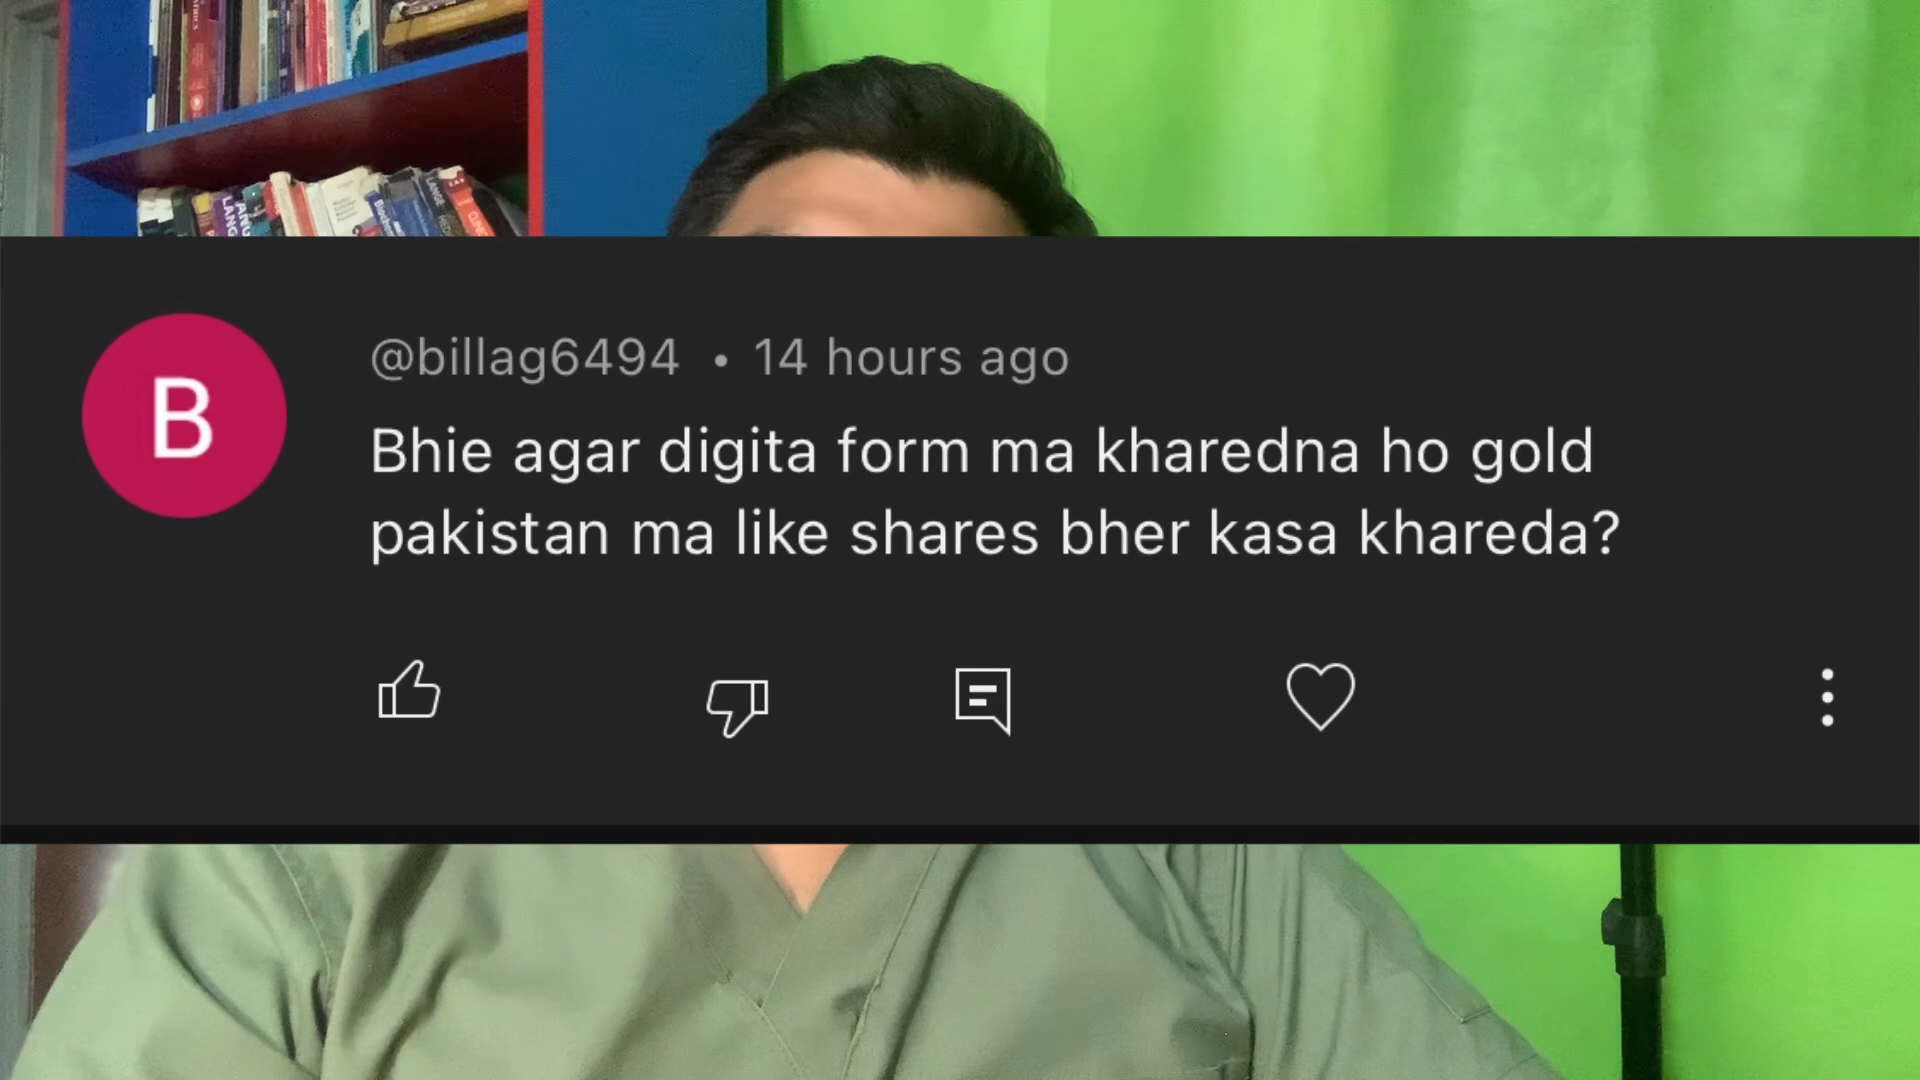 LANGE
B
@billag6494 • 14 hours ago
Bhie agar digita form ma kharedna ho gold
pakistan ma like shares bher kasa khareda?